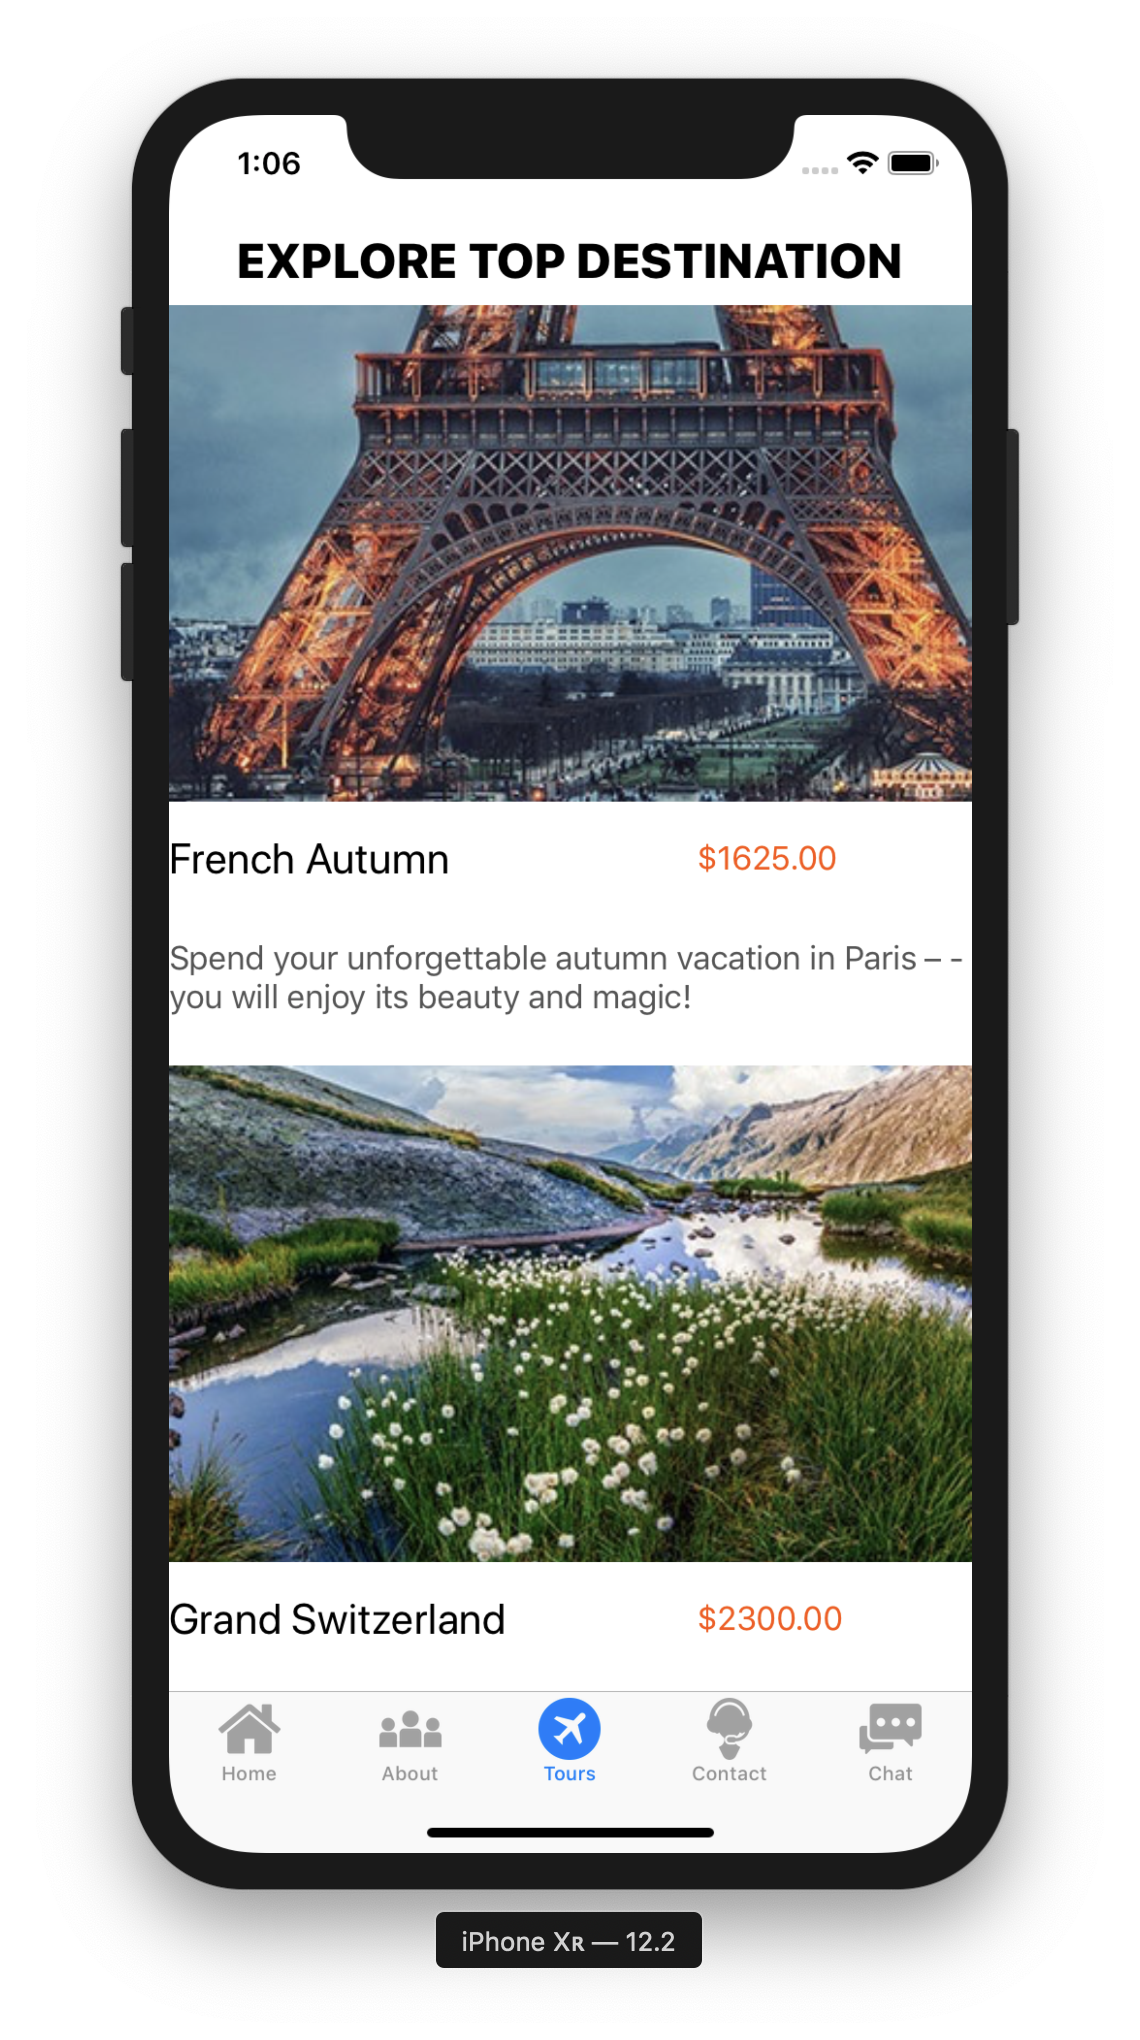 1:06
EXPLORE TOP DESTINATION
French Autumn $1625.00
Spend your unforgettable autumn vacation in Paris – -
you will enjoy its beauty and magic!
Grand Switzerland $2300.00
Home About Tours Contact Chat
iPhone Xʀ — 12.2